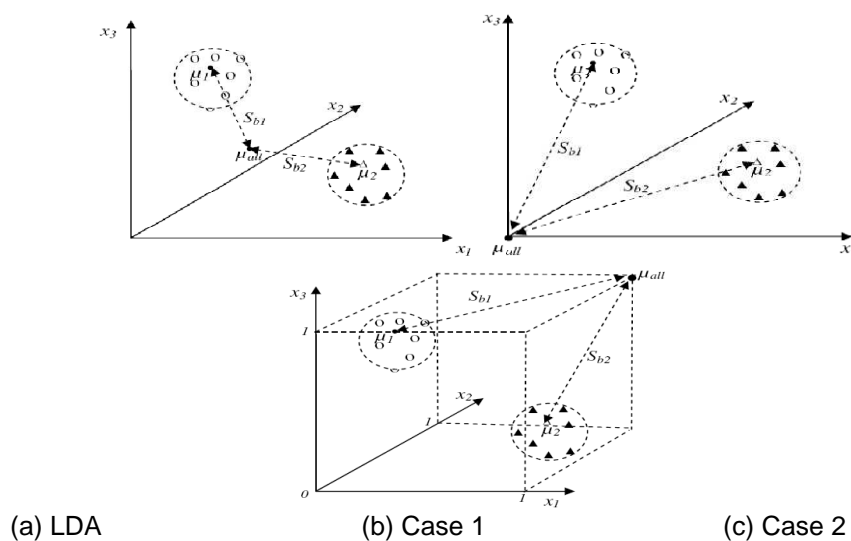 x3
μ1
x2
Sb1
μall
Sb2
μ2
x1
x3
μ
x2
Sb1
Sb2
μ2
μall
x
x3
μall
Sb1
1
μ1
x2
Sb2
1
μ2
0
1
x1
(a) LDA (b) Case 1 (c) Case 2